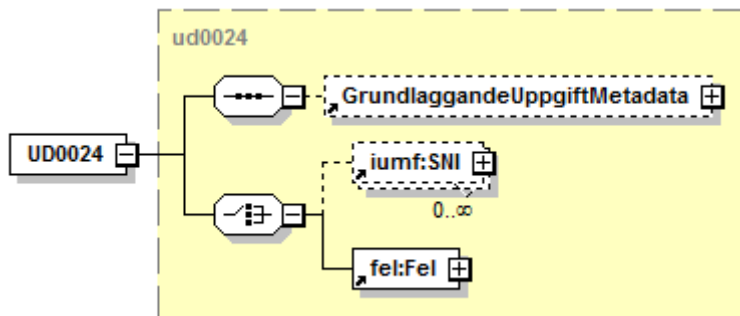 ud0024
GrundlaggandeUppgiftMetadata
UD0024
iumf:SNI
0..∞
fel:Fel